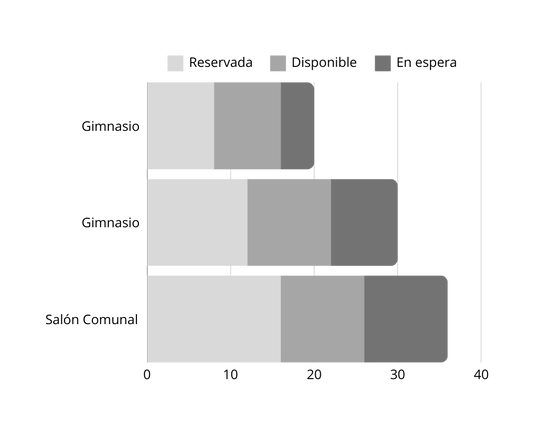 Reservada Disponible En espera
Gimnasio
Gimnasio
Salón Comunal
0 10 20 30 40